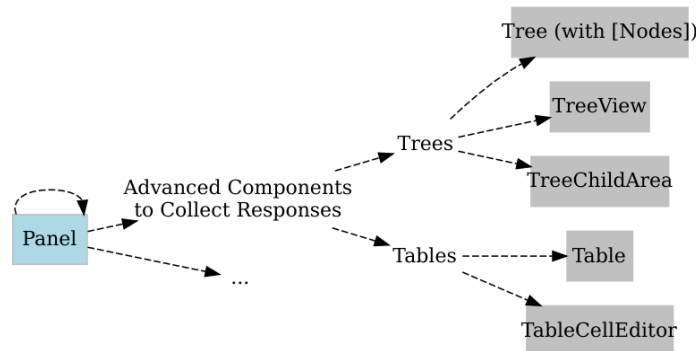 Tree (with [Nodes])
TreeView
Trees
TreeChildArea
Advanced Components
to Collect Responses
Panel
Tables
Table
...
TableCellEditor